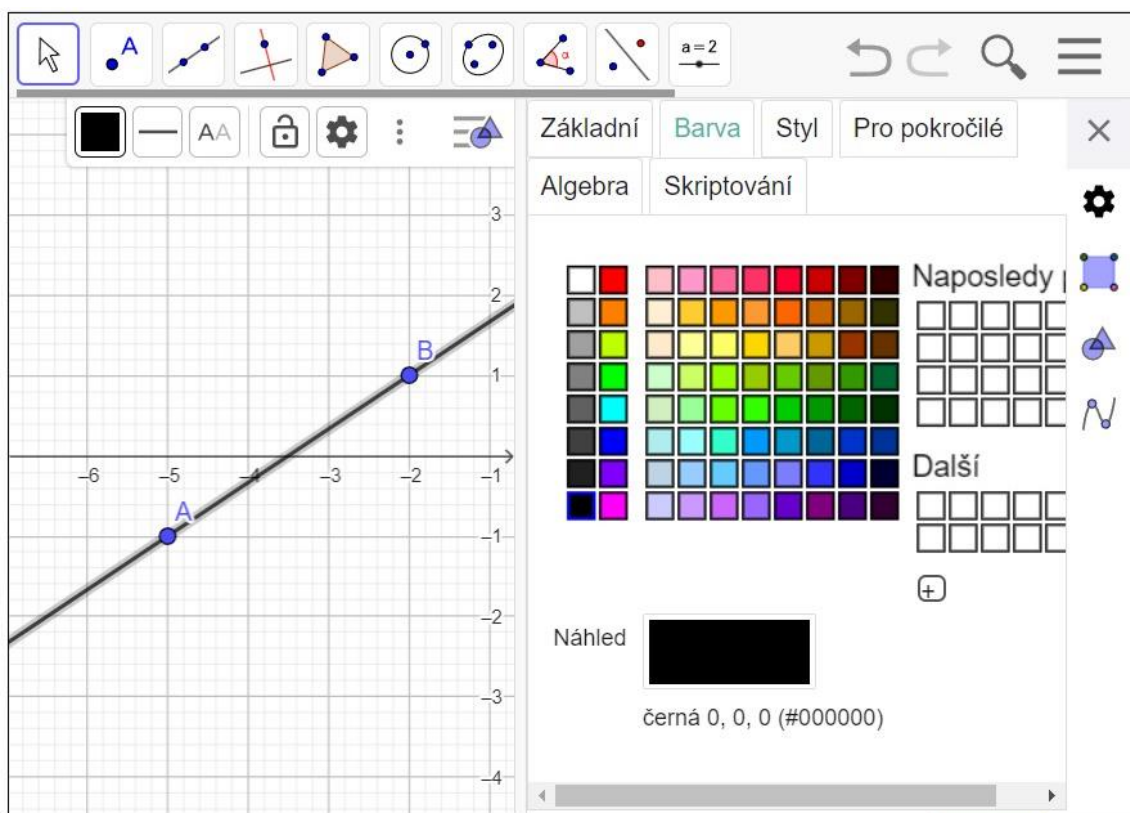 A
α
a = 2
AA
Základní
Barva
Styl
Pro pokročilé
Algebra
Skriptování
3
2
1
–6
–5
–4
–3
–2
–1
–1
–2
–3
–4
A
B
Naposledy
Další
+
Náhled
černá 0, 0, 0 (#000000)